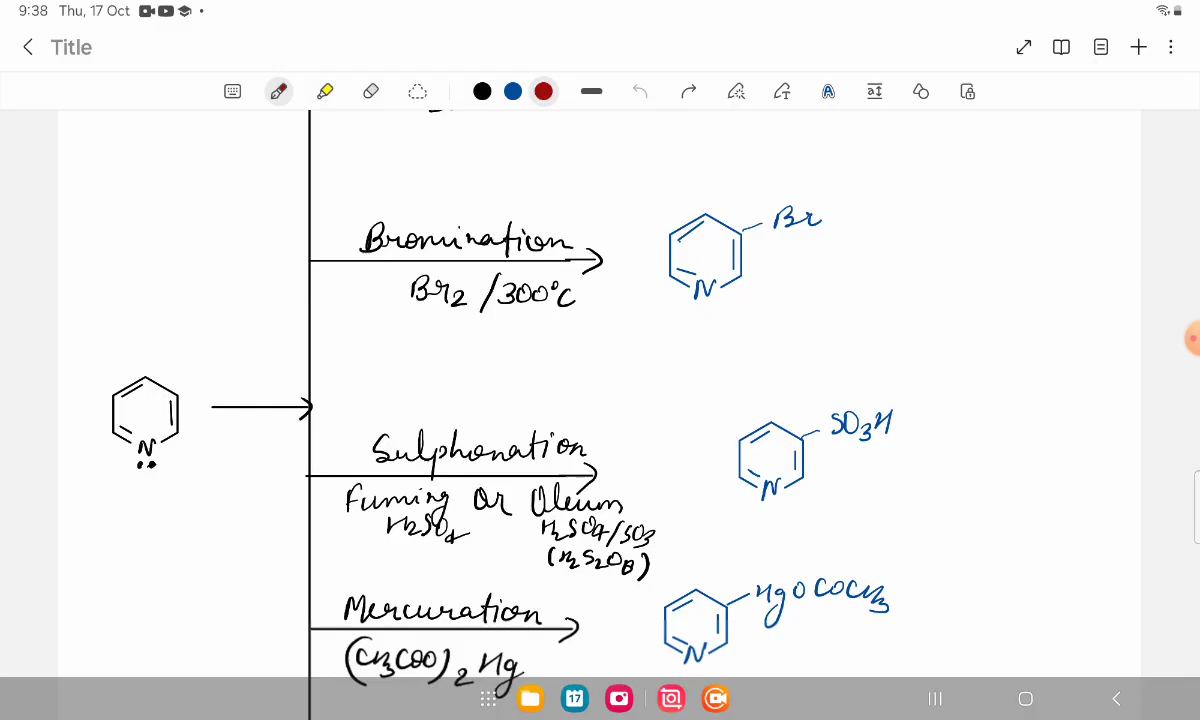 9:38 Thu, 17 Oct
Title
Bromination
Br2 /300°C
Br
N
N
Sulphonation
Fuming Or Oleum
H2SO4 H2SO4/SO3
(H2S2O8)
SO3H
N
Mercuration
(CH3COO)2 Hg
HgOCOCH3
N
17